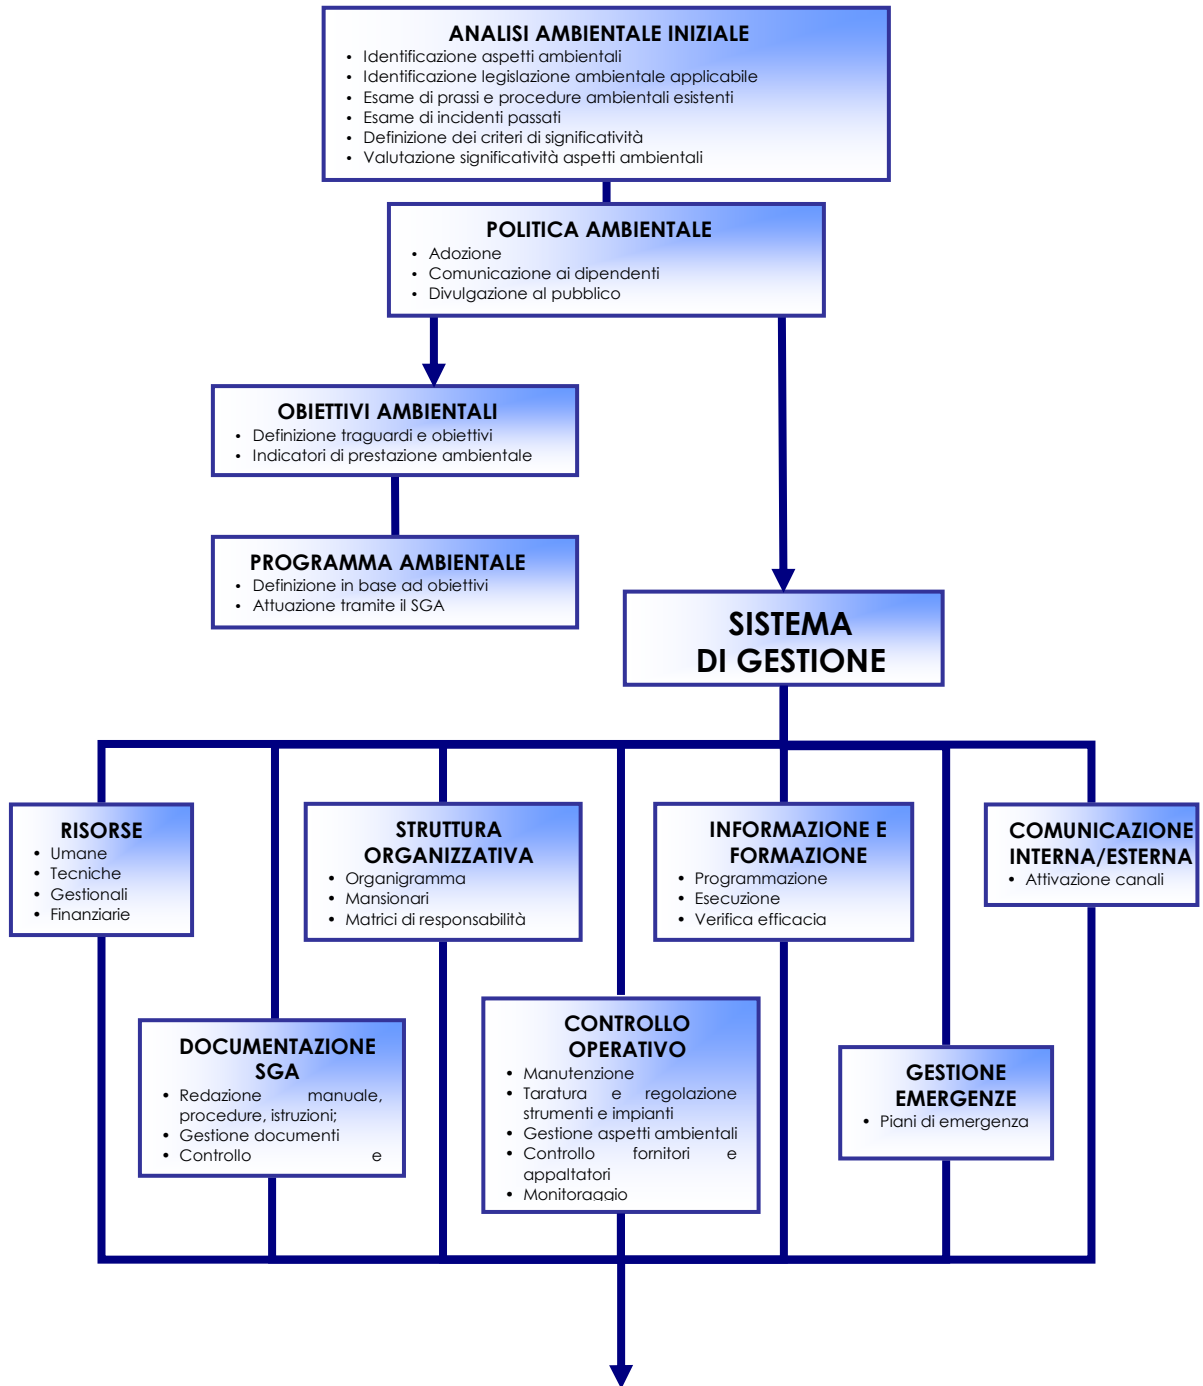 ANALISI AMBIENTALE INIZIALE
• Identificazione aspetti ambientali
• Identificazione legislazione ambientale applicabile
• Esame di prassi e procedure ambientali esistenti
• Esame di incidenti passati
• Definizione dei criteri di significatività
• Valutazione significatività aspetti ambientali
POLITICA AMBIENTALE
• Adozione
• Comunicazione ai dipendenti
• Divulgazione al pubblico
OBIETTIVI AMBIENTALI
• Definizione traguardi e obiettivi
• Indicatori di prestazione ambientale
PROGRAMMA AMBIENTALE
• Definizione in base ad obiettivi
• Attuazione tramite il SGA
SISTEMA
DI GESTIONE
RISORSE
• Umane
• Tecniche
• Gestionali
• Finanziarie
STRUTTURA
ORGANIZZATIVA
• Organigramma
• Mansionari
• Matrici di responsabilità
INFORMAZIONE E
FORMAZIONE
• Programmazione
• Esecuzione
• Verifica efficacia
COMUNICAZIONE
INTERNA/ESTERNA
• Attivazione canali
DOCUMENTAZIONE
SGA
• Redazione manuale,
procedure, istruzioni;
• Gestione documenti
• Controllo e
CONTROLLO
OPERATIVO
• Manutenzione
• Taratura e regolazione
strumenti e impianti
• Gestione aspetti ambientali
• Controllo fornitori e
appaltatori
• Monitoraggio
GESTIONE
EMERGENZE
• Piani di emergenza